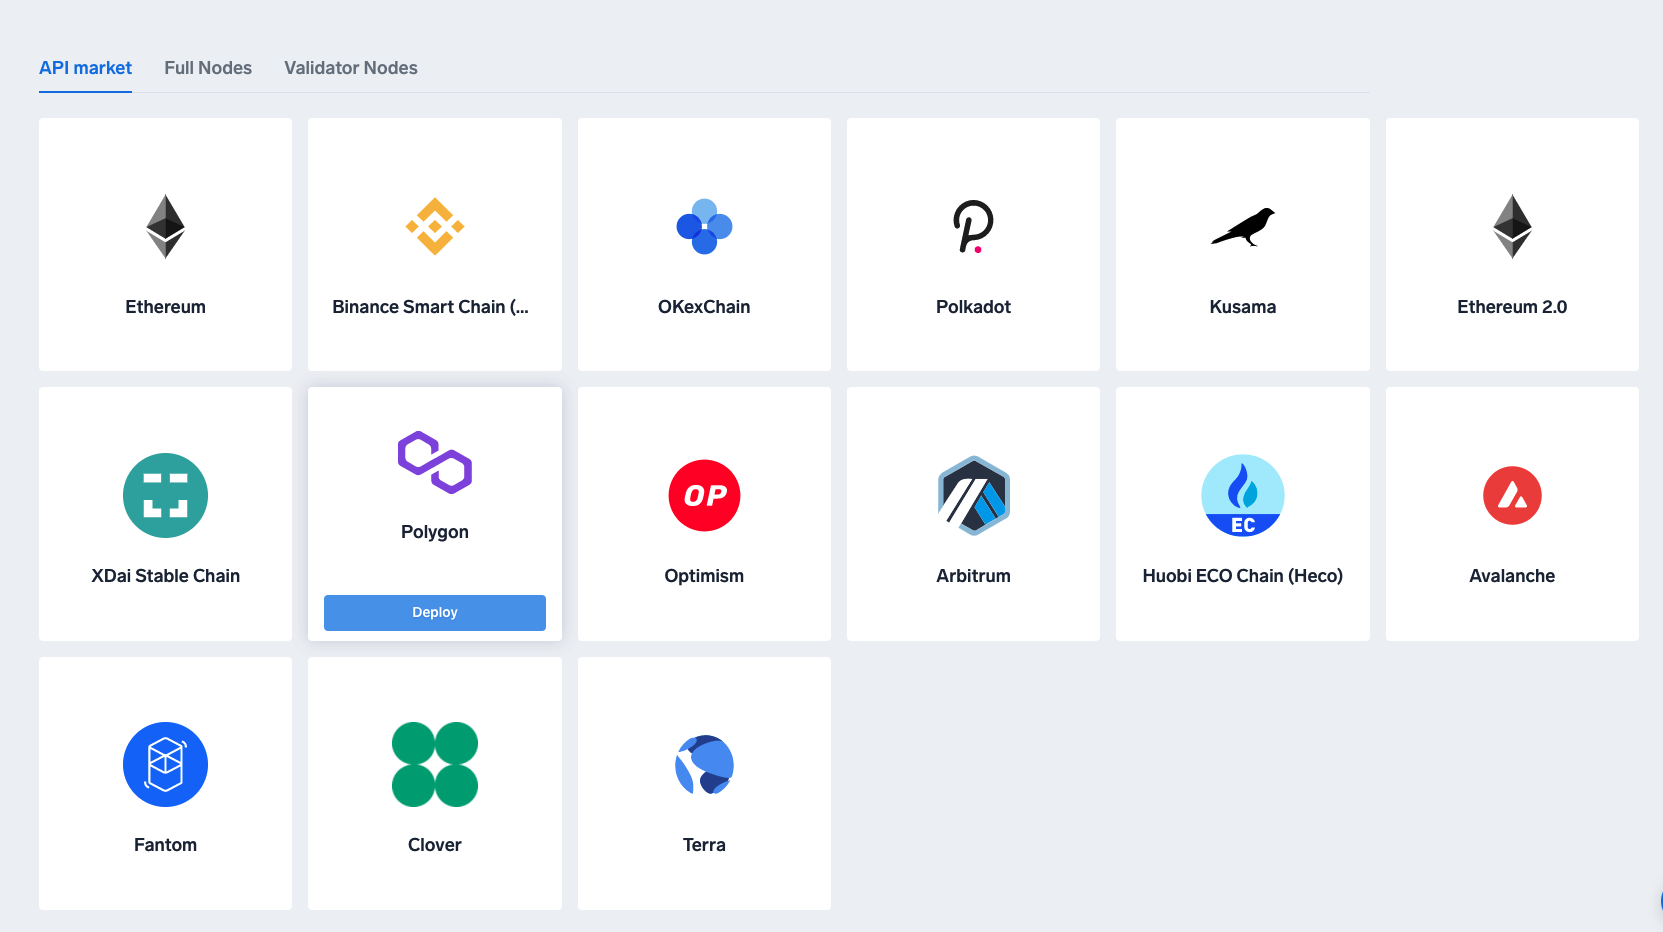 API market Full Nodes Validator Nodes
Ethereum
Binance Smart Chain (...
OKexChain
Polkadot
Kusama
Ethereum 2.0
XDai Stable Chain
Polygon
Deploy
OP
Optimism
Arbitrum
EC
Huobi ECO Chain (Heco)
Avalanche
Fantom
Clover
Terra